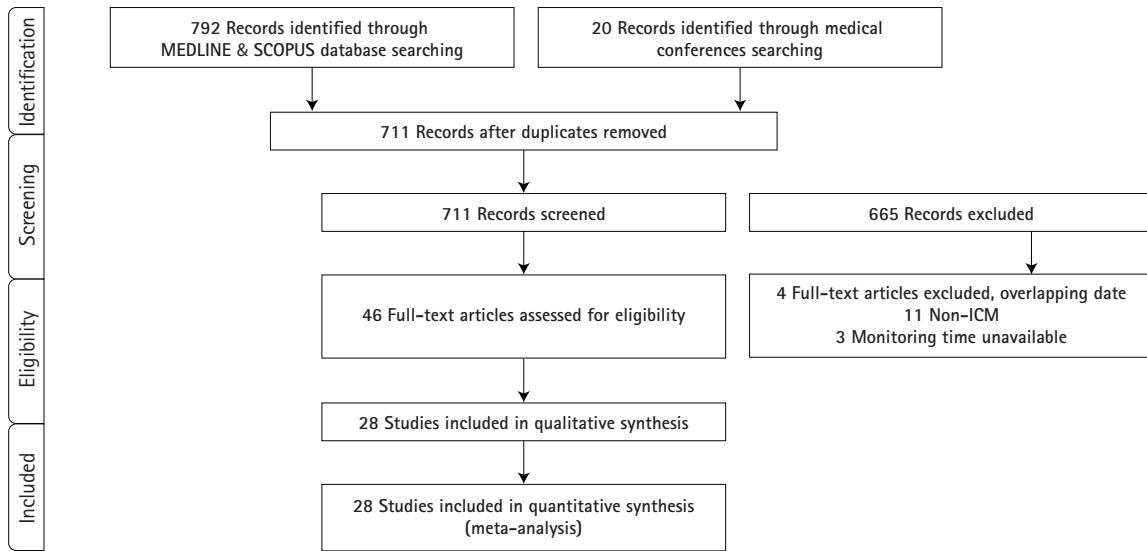 Identification
792 Records identified through
MEDLINE & SCOPUS database searching
20 Records identified through medical
conferences searching
711 Records after duplicates removed
Screening
711 Records screened
665 Records excluded
Eligibility
46 Full-text articles assessed for eligibility
4 Full-text articles excluded, overlapping date
11 Non-ICM
3 Monitoring time unavailable
28 Studies included in qualitative synthesis
Included
28 Studies included in quantitative synthesis
(meta-analysis)